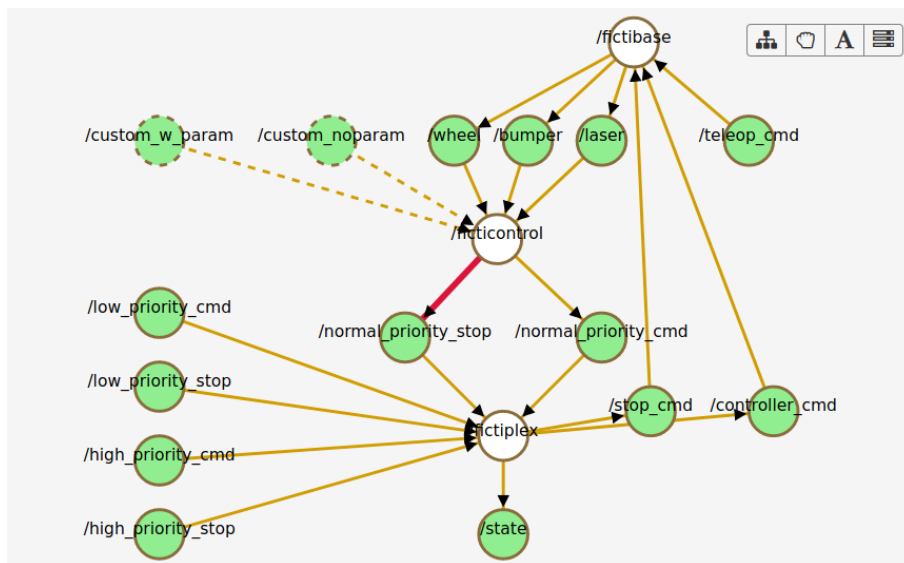 /fictibase
A
/custom_w_param
/custom_noparam
/wheel
/bumper
/laser
/teleop_cmd
/ficticontrol
/low_priority_cmd
/normal_priority_stop
/normal_priority_cmd
/low_priority_stop
/stop_cmd
/controller_cmd
/fictiplex
/high_priority_cmd
/high_priority_stop
/state